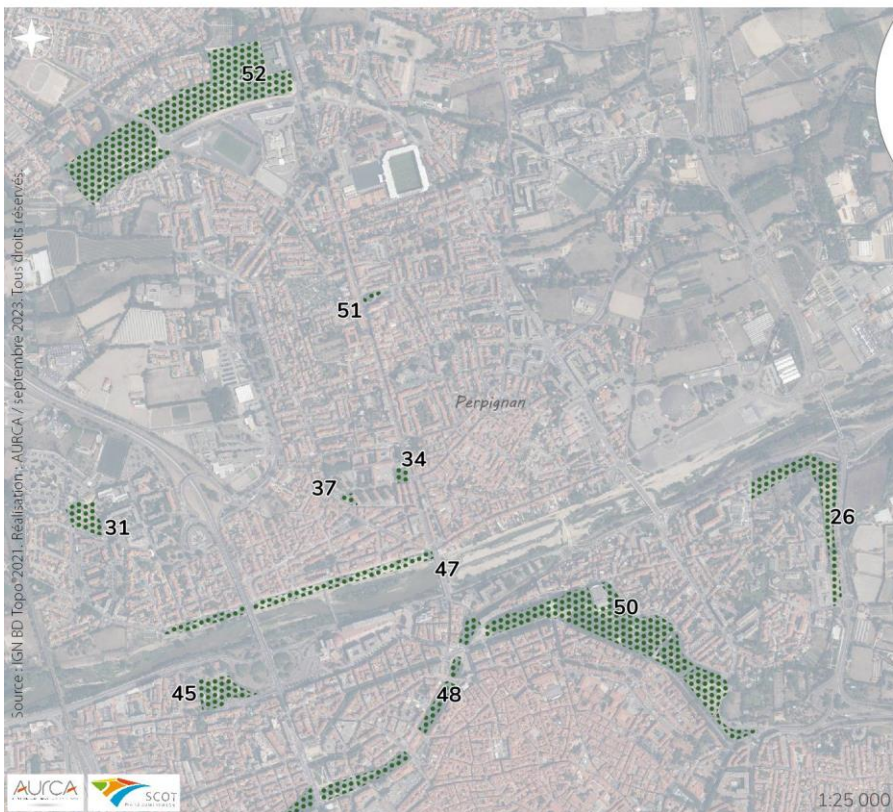 52
51
Perpignan
34
37
31
26
47
50
45
48
Source : IGN BD Topo 2021. Réalisation : AURCA / septembre 2023. Tous droits réservés.
AURCA
SCOT
1:25 000